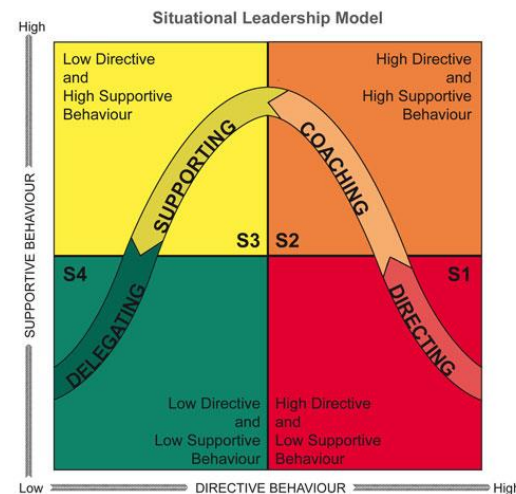 Situational Leadership Model
High
Low Directive
and
High Supportive
Behaviour
High Directive
and
High Supportive
Behaviour
SUPPORTING
COACHING
S3
S2
S4
S1
DELEGATING
DIRECTING
Low Directive
and
Low Supportive
Behaviour
High Directive
and
Low Supportive
Behaviour
SUPPORTIVE BEHAVIOUR
Low
DIRECTIVE BEHAVIOUR
High